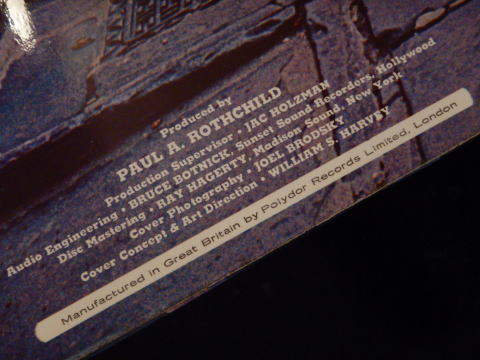 Produced by
PAUL A. ROTHCHILD
Production Supervisor • JAC HOLZMAN
Audio Engineering • BRUCE BOTNICK, Sunset Sound Recorders, Hollywood
Disc Mastering • RAY HAGERTY, Madison Sound, New York
Cover Photography • JOEL BRODSKY
Cover Concept & Art Direction • WILLIAM S. HARVEY
Manufactured in Great Britain by Polydor Records Limited, London